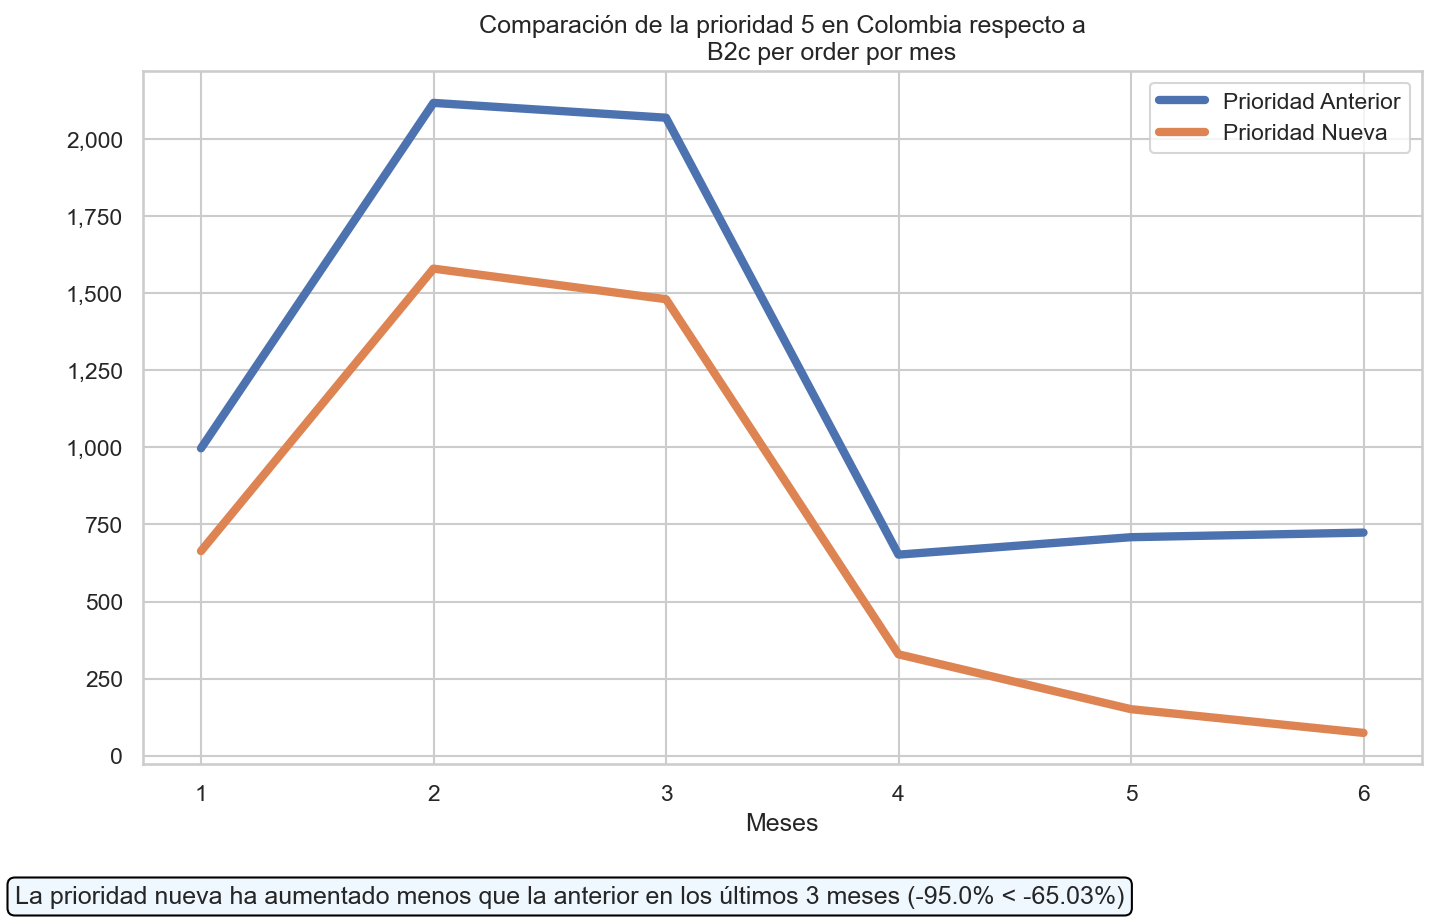 Comparación de la prioridad 5 en Colombia respecto a
B2c per order por mes
Prioridad Anterior
Prioridad Nueva
2,000
1,750
1,500
1,250
1,000
750
500
250
0
1
2
3
4
5
6
Meses
La prioridad nueva ha aumentado menos que la anterior en los últimos 3 meses (-95.0% < -65.03%)